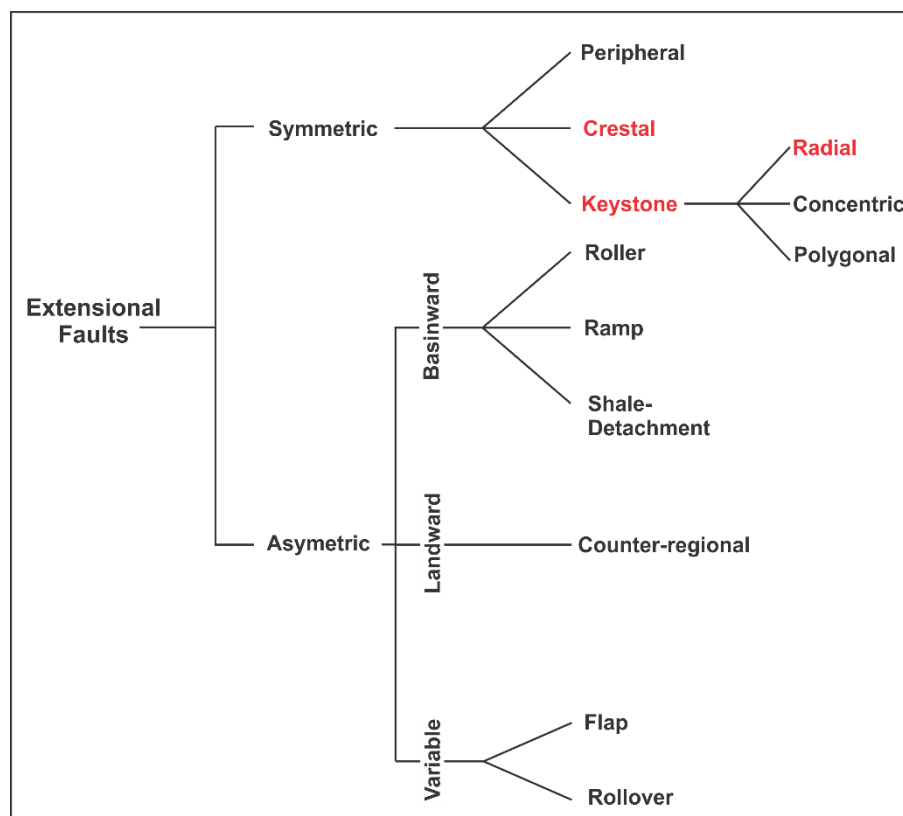 Peripheral
Symmetric
Crestal
Radial
Keystone
Concentric
Polygonal
Roller
Extensional
Faults
Basinward
Ramp
Shale-
Detachment
Asymetric
Landward
Counter-regional
Variable
Flap
Rollover